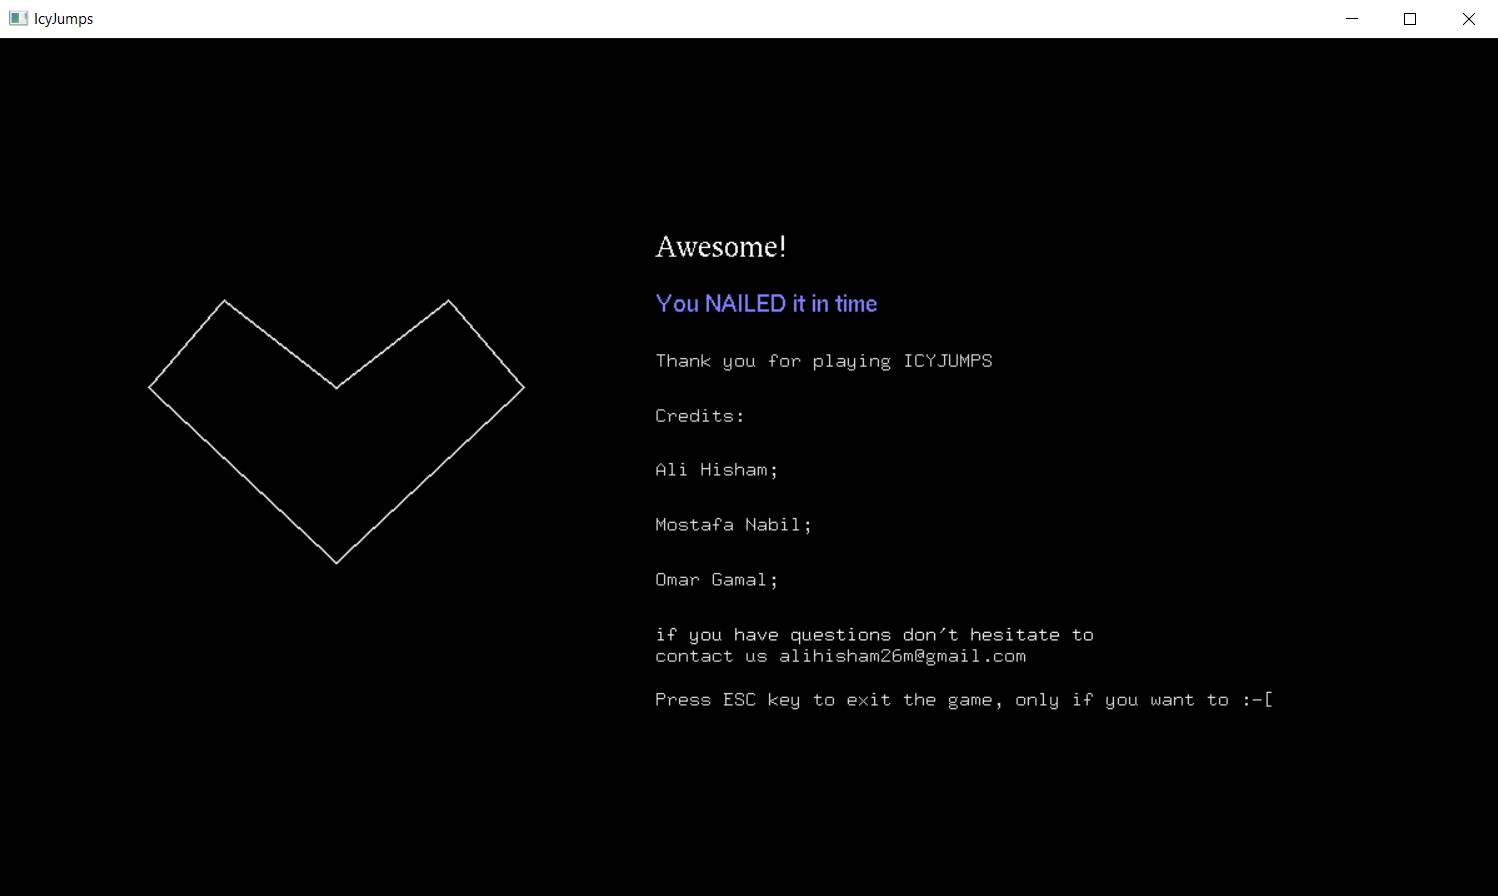 IcyJumps
Awesome!
You NAILED it in time
Thank you for playing ICYJUMPS
Credits:
Ali Hisham;
Mostafa Nabil;
Omar Gamal;
if you have questions don't hesitate to
contact us alihisham26m@gmail.com
Press ESC key to exit the game, only if you want to :-[